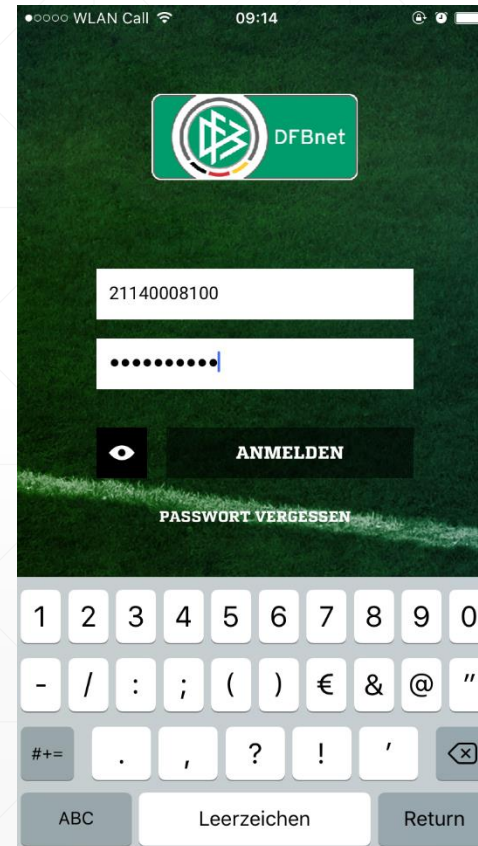 ●○○○○ WLAN Call 09:14
DFB
DFBnet
21140008100
●●●●●●●●●●
ANMELDEN
PASSWORT VERGESSEN
1 2 3 4 5 6 7 8 9 0
- / : ; ( ) € & @ "
#+= . , ? ! '
ABC Leerzeichen Return